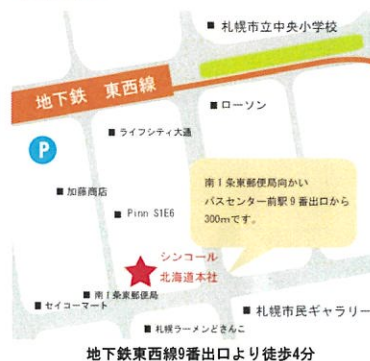 札幌市立中央小学校
地下鉄 東西線
ローソン
ライフシティ大通
P
南1条東郵便局向かい
バスセンター前駅9番出口から
300mです。
加藤商店
Pinn S1E6
シンコール
北海道本社
南1条東郵便局
セイコーマート
札幌市民ギャラリー
札幌ラーメンどさんこ
地下鉄東西線9番出口より徒歩4分